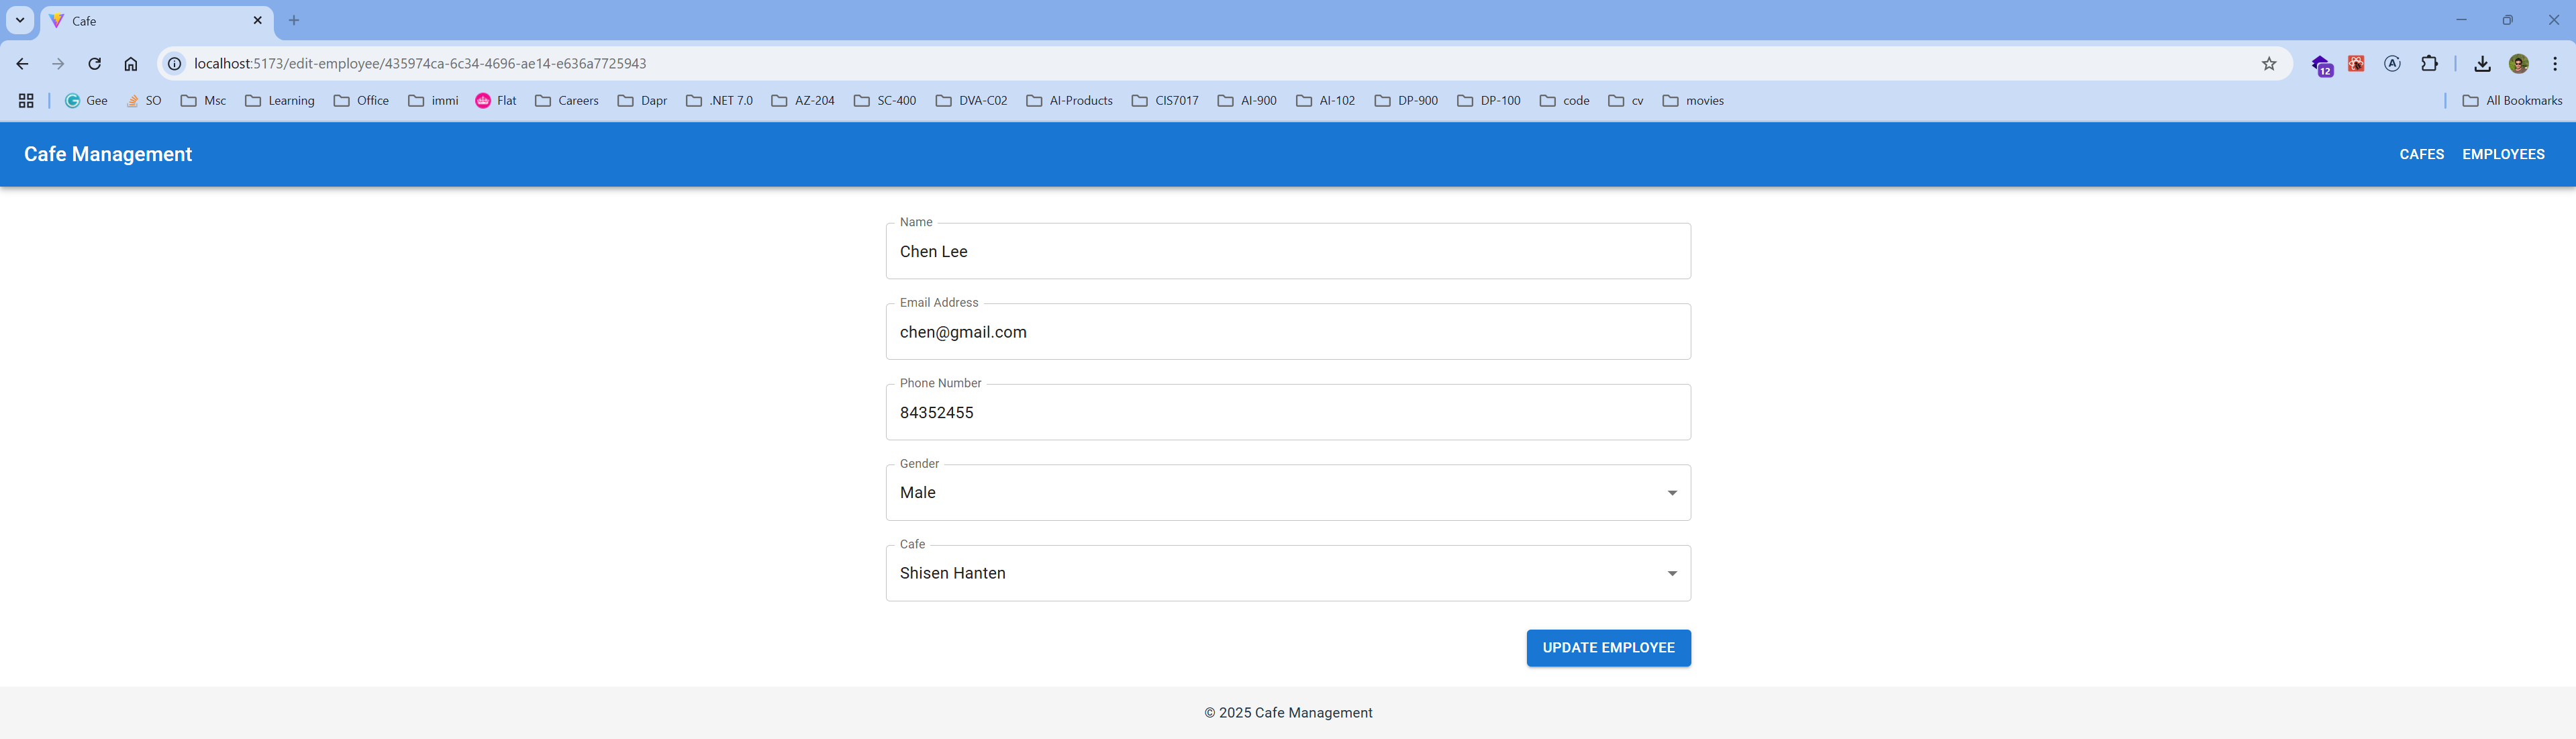 Cafe
localhost:5173/edit-employee/435974ca-6c34-4696-ae14-e636a7725943
12
Gee SO Msc Learning Office immi Flat Careers Dapr .NET 7.0 AZ-204 SC-400 DVA-C02 AI-Products CIS7017 AI-900 AI-102 DP-900 DP-100 code cv movies All Bookmarks
Cafe Management CAFES EMPLOYEES
Name
Chen Lee
Email Address
chen@gmail.com
Phone Number
84352455
Gender
Male
Cafe
Shisen Hanten
UPDATE EMPLOYEE
© 2025 Cafe Management